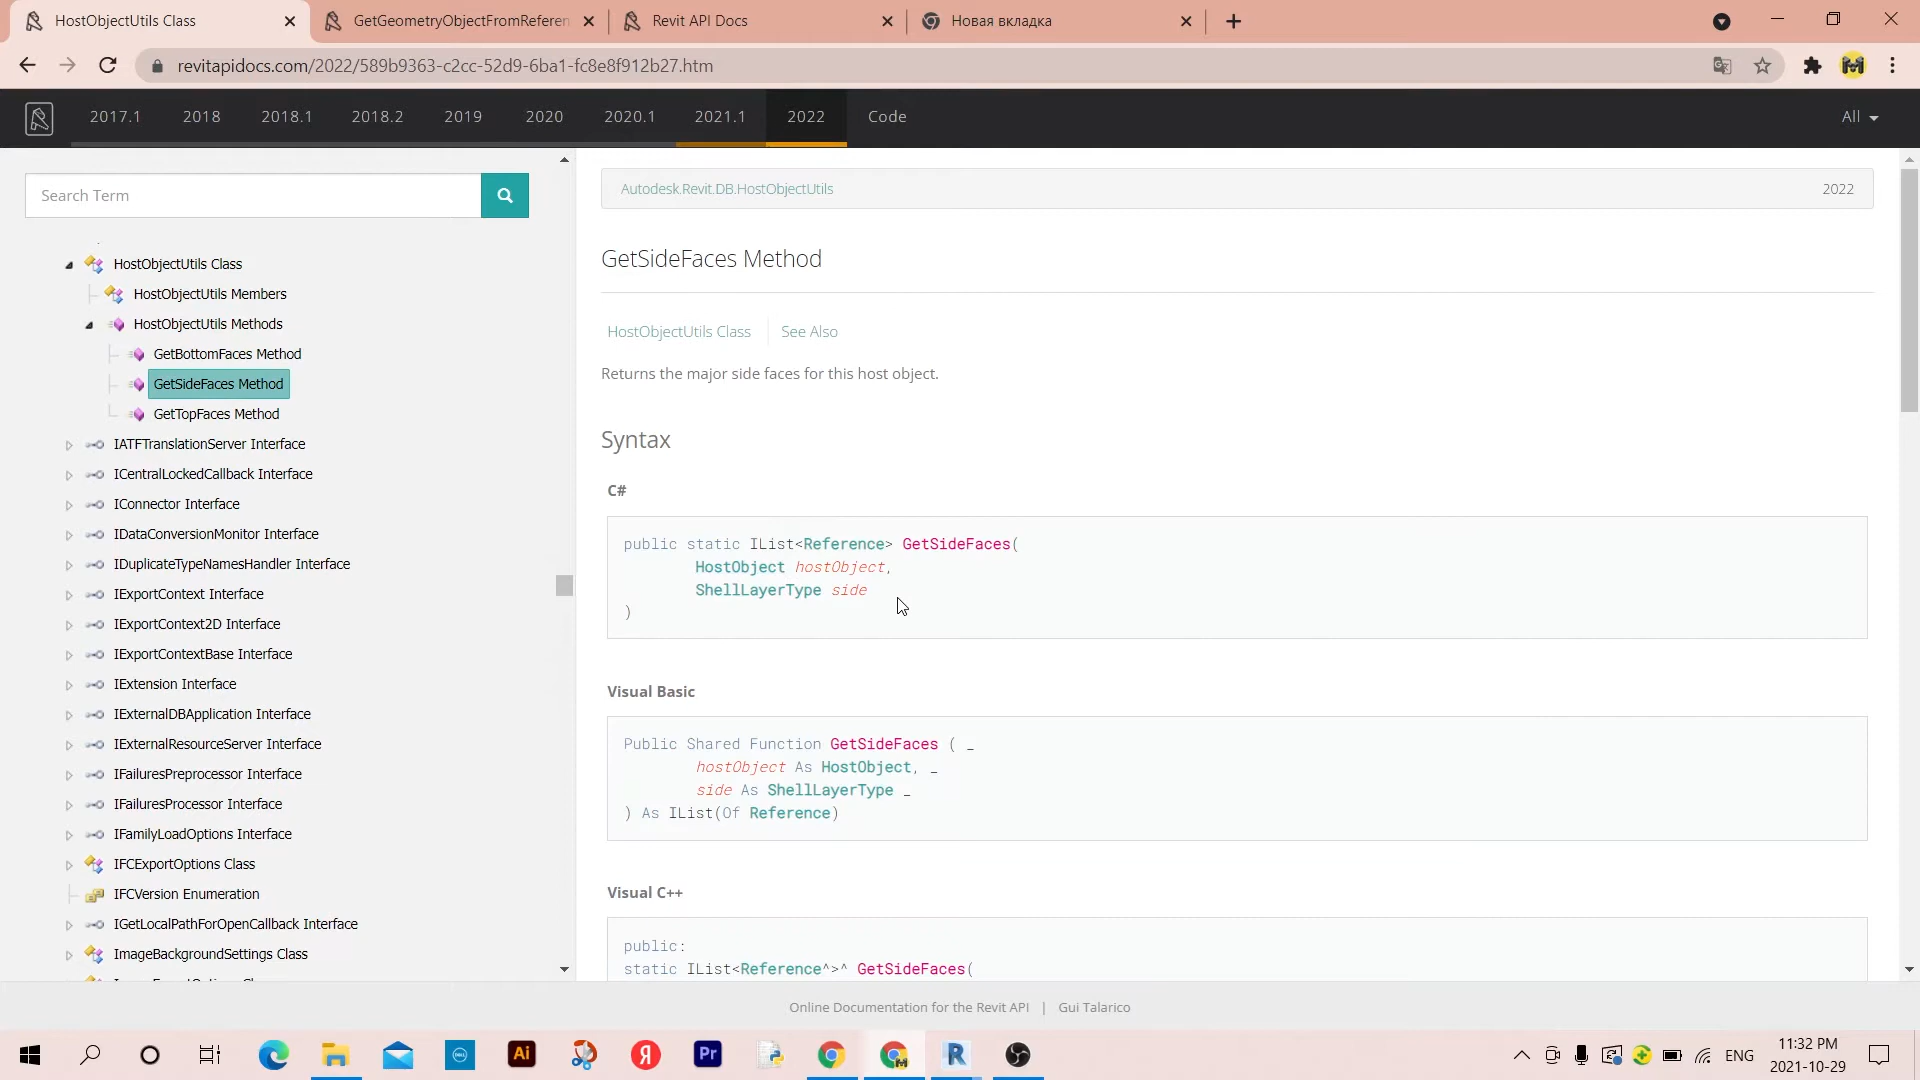 HostObjectUtils Class
GetGeometryObjectFromReferen
Revit API Docs
Новая вкладка
revitapidocs.com/2022/589b9363-c2cc-52d9-6ba1-fc8e8f912b27.htm
2017.1
2018
2018.1
2018.2
2019
2020
2020.1
2021.1
2022
Code
All
Search Term
HostObjectUtils Class
HostObjectUtils Members
HostObjectUtils Methods
GetBottomFaces Method
GetSideFaces Method
GetTopFaces Method
IATFTranslationServer Interface
ICentralLockedCallback Interface
IConnector Interface
IDataConversionMonitor Interface
IDuplicateTypeNamesHandler Interface
IExportContext Interface
IExportContext2D Interface
IExportContextBase Interface
IExtension Interface
IExternalDBApplication Interface
IExternalResourceServer Interface
IFailuresPreprocessor Interface
IFailuresProcessor Interface
IFamilyLoadOptions Interface
IFCExportOptions Class
IFCVersion Enumeration
IGetLocalPathForOpenCallback Interface
ImageBackgroundSettings Class
Autodesk.Revit.DB.HostObjectUtils
2022
GetSideFaces Method
HostObjectUtils Class
See Also
Returns the major side faces for this host object.
Syntax
C#
public static IList<Reference> GetSideFaces(
HostObject hostObject,
ShellLayerType side
)
Visual Basic
Public Shared Function GetSideFaces ( _
hostObject As HostObject, _
side As ShellLayerType _
) As IList(Of Reference)
Visual C++
public:
static IList<Reference^>^ GetSideFaces(
Online Documentation for the Revit API | Gui Talarico
DELL
Ai
Я
Pr
R
ENG
11:32 PM
2021-10-29